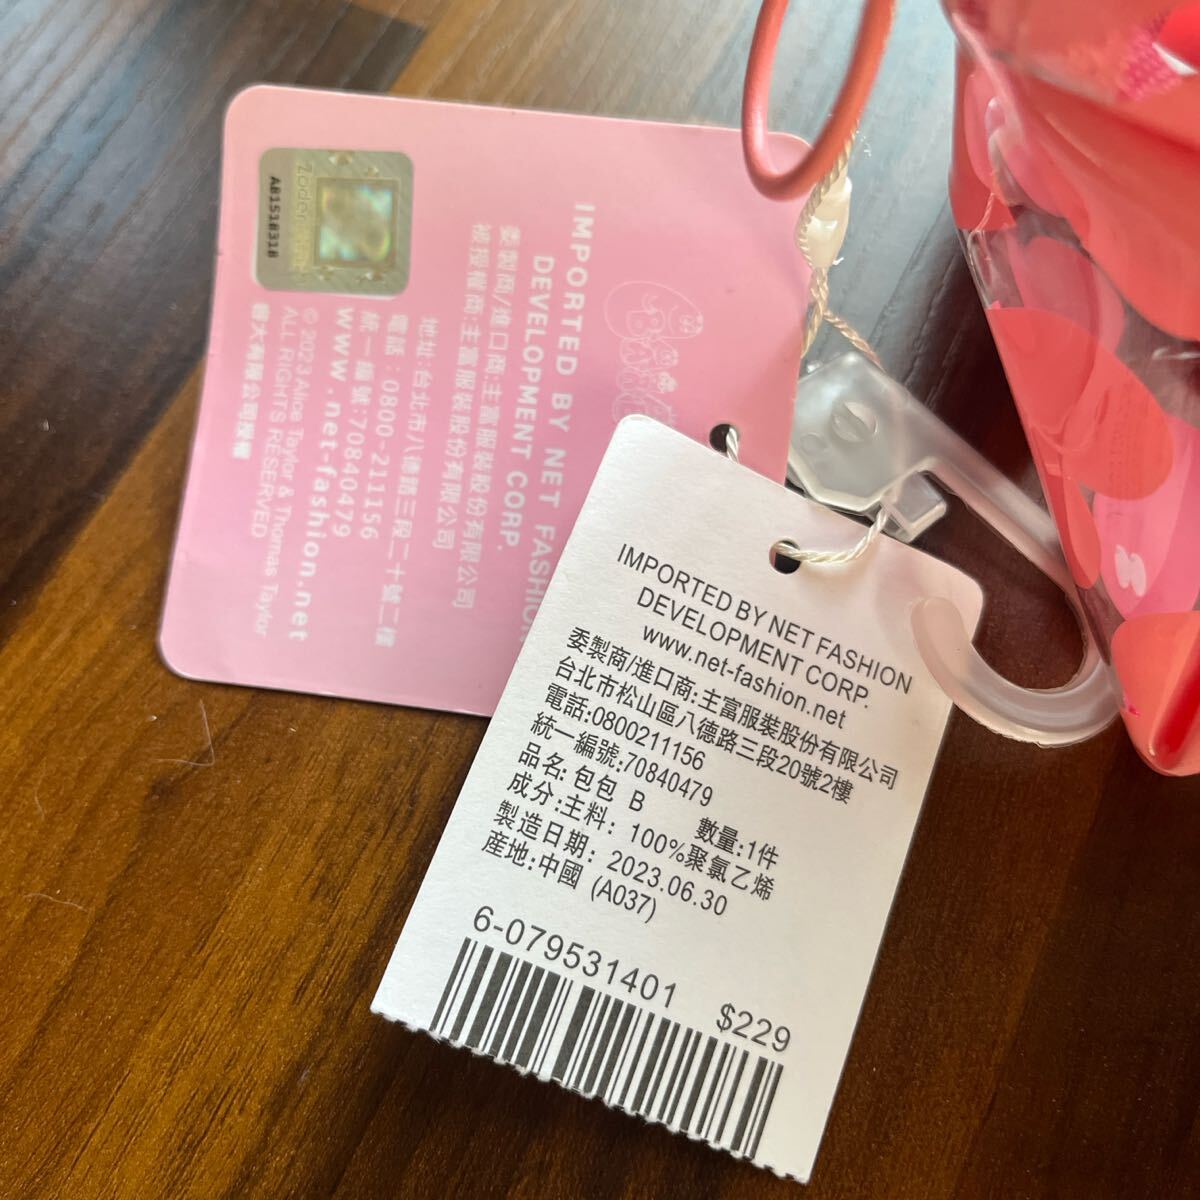 IMPORTED BY NET FASHION
DEVELOPMENT CORP.
委製商/進口商:主富服裝股份有限公司
被授權商:主富服裝股份有限公司
地址:台北市八德路三段二十號二樓
電話:0800-211156
統一編號:70840479
www.net-fashion.net
© 2023 Alice Taylor & Thomas Taylor
ALL RIGHTS RESERVED
A81518318
IMPORTED BY NET FASHION
DEVELOPMENT CORP.
www.net-fashion.net
委製商/進口商:主富服裝股份有限公司
台北市松山區八德路三段20號2樓
電話:0800211156
統一編號:70840479
品名: 包包 B 數量:1件
成分:主料: 100%聚氯乙烯
製造日期: 2023.06.30
産地:中國 (A037)
6-079531401 $229